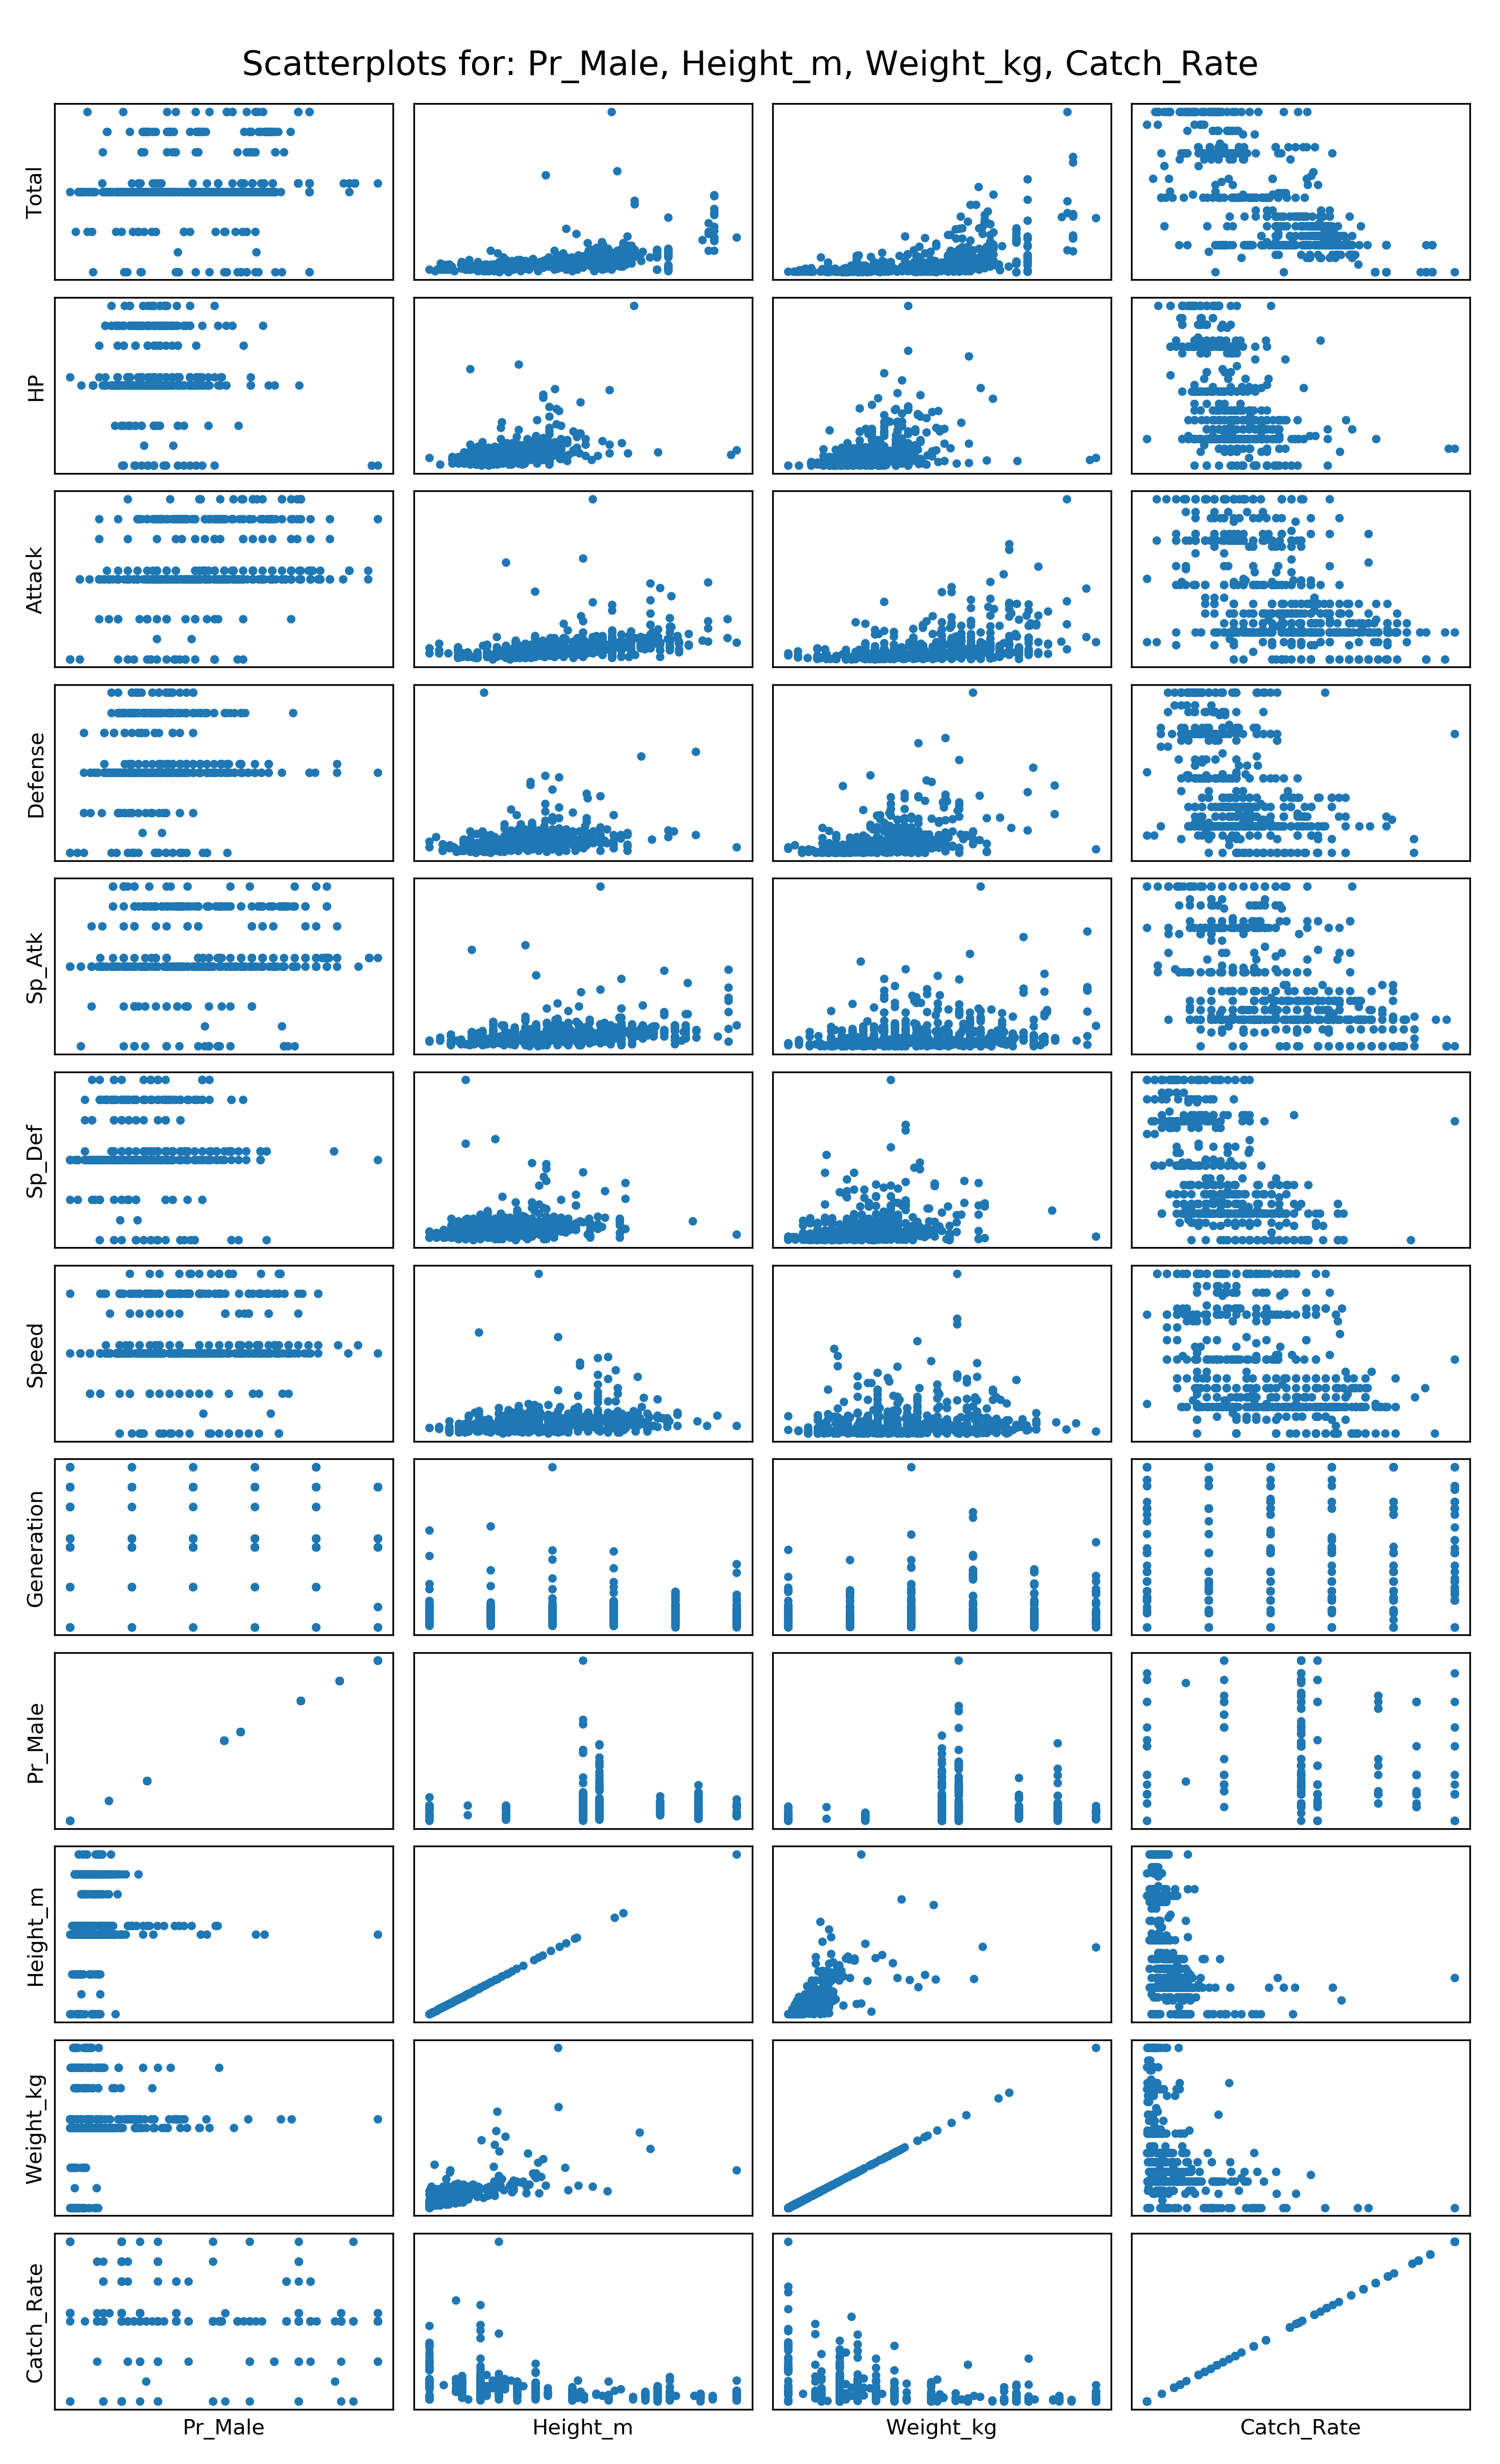 Scatterplots for: Pr_Male, Height_m, Weight_kg, Catch_Rate
Total
HP
Attack
Defense
Sp_Atk
Sp_Def
Speed
Generation
Pr_Male
Height_m
Weight_kg
Catch_Rate
Pr_Male
Height_m
Weight_kg
Catch_Rate